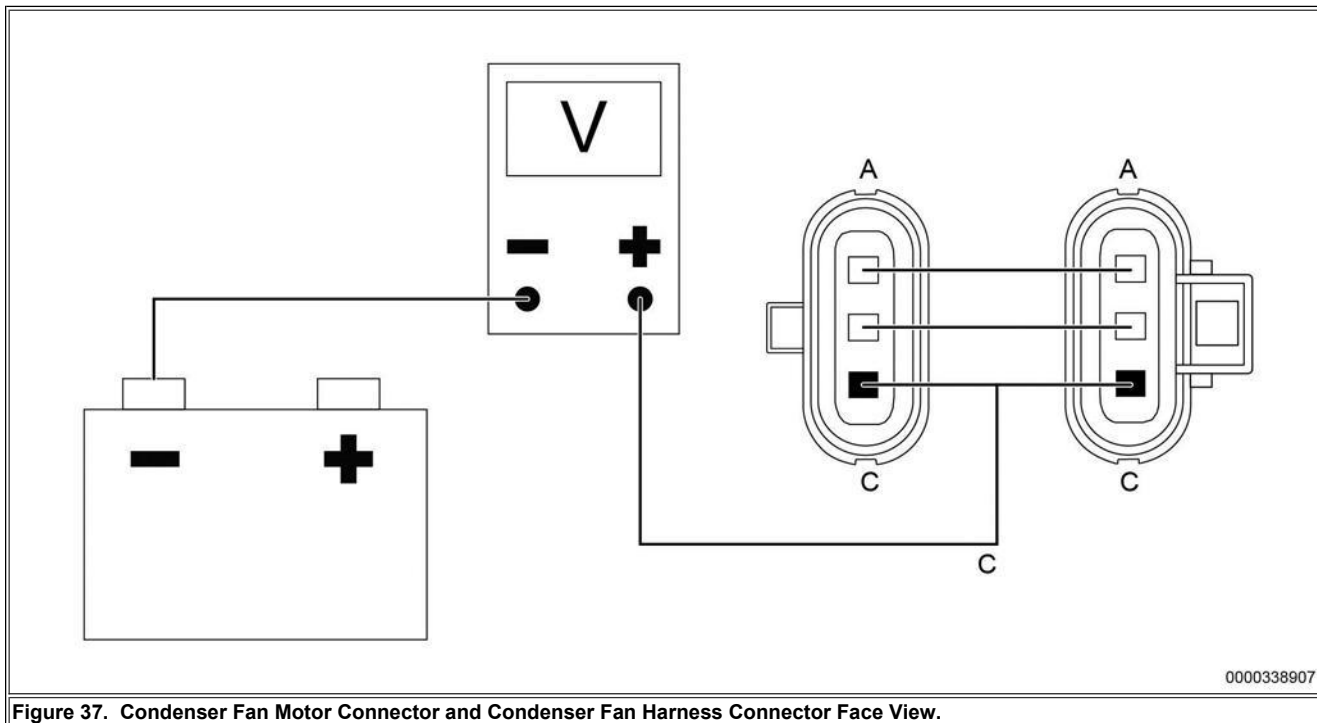 V
− +
A A
− +
C C
C
0000338907
Figure 37. Condenser Fan Motor Connector and Condenser Fan Harness Connector Face View.